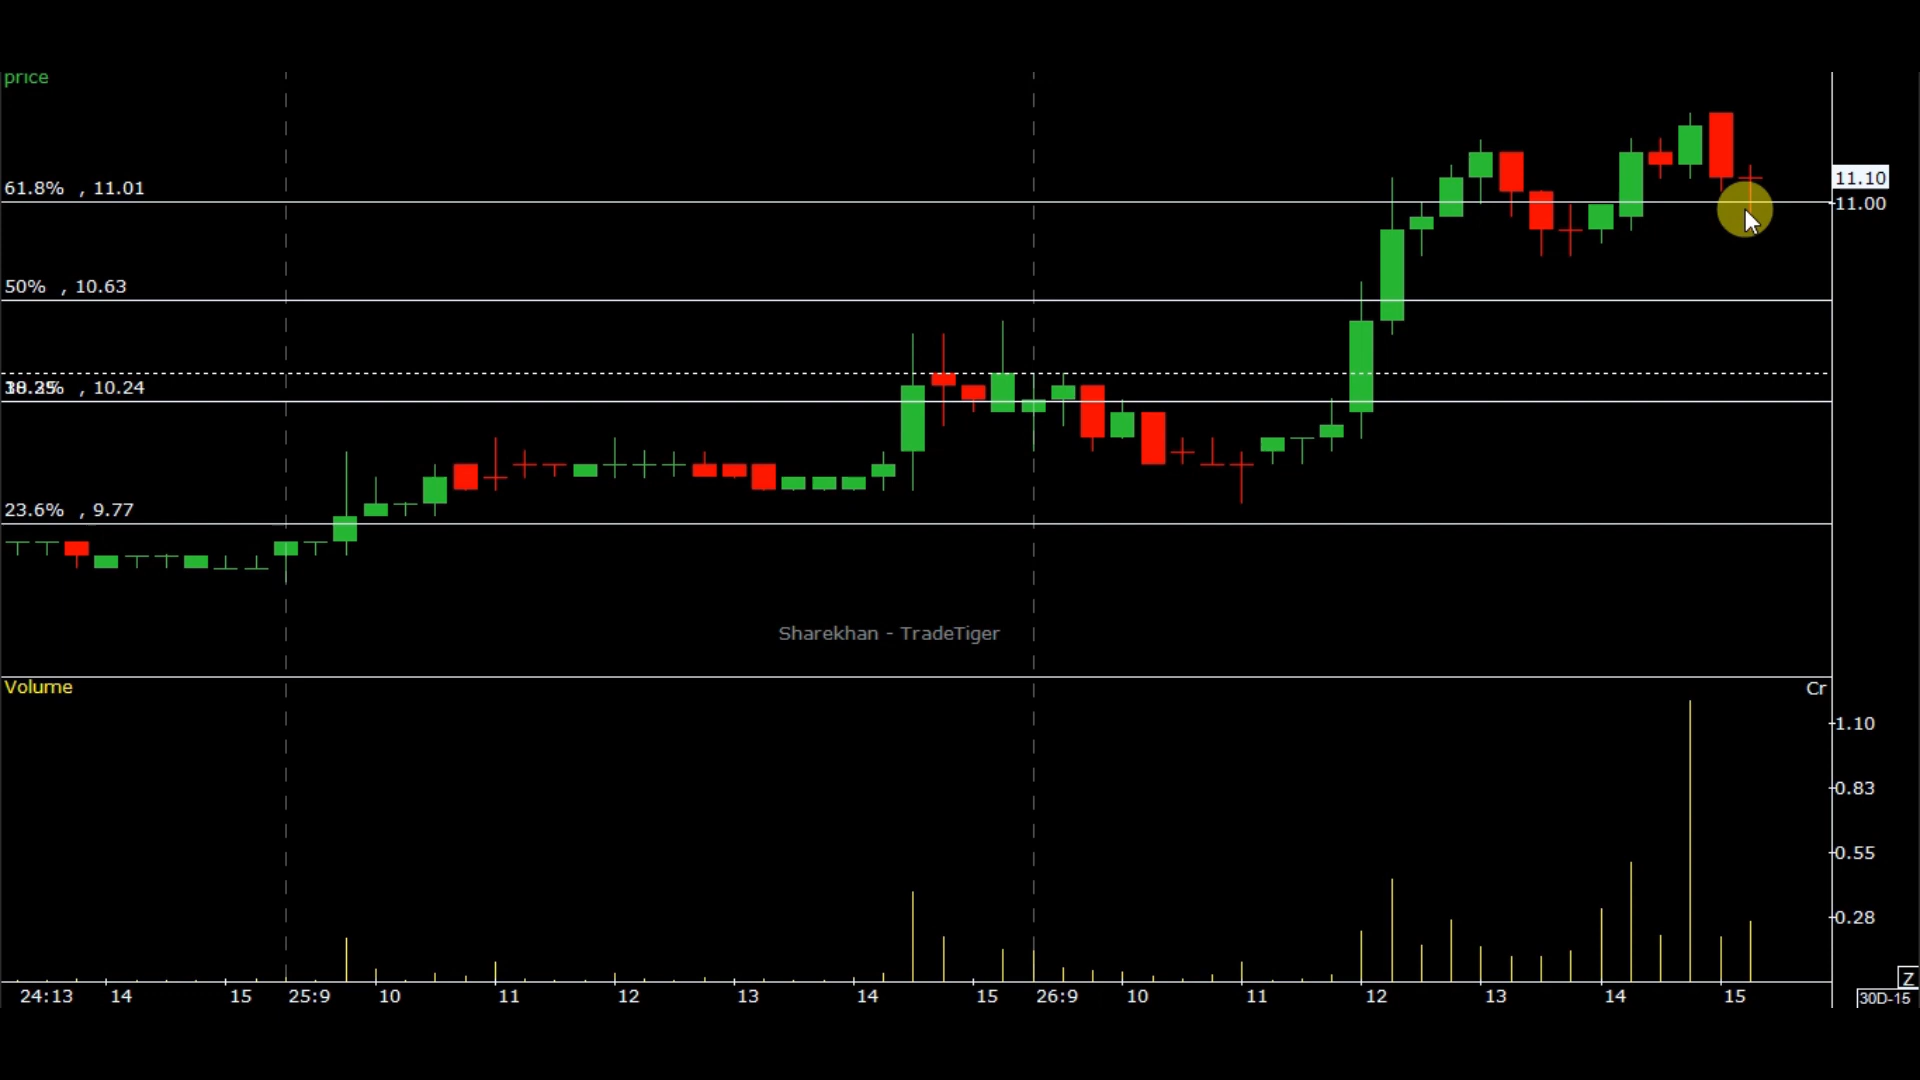 price
61.8% , 11.01
11.10
11.00
50% , 10.63
, 10.24
23.6% , 9.77
Sharekhan - TradeTiger
Volume
Cr
1.10
0.83
0.55
0.28
Z
24:13 14 15 25:9 10 11 12 13 14 15 26:9 10 11 12 13 14 15
30D-15